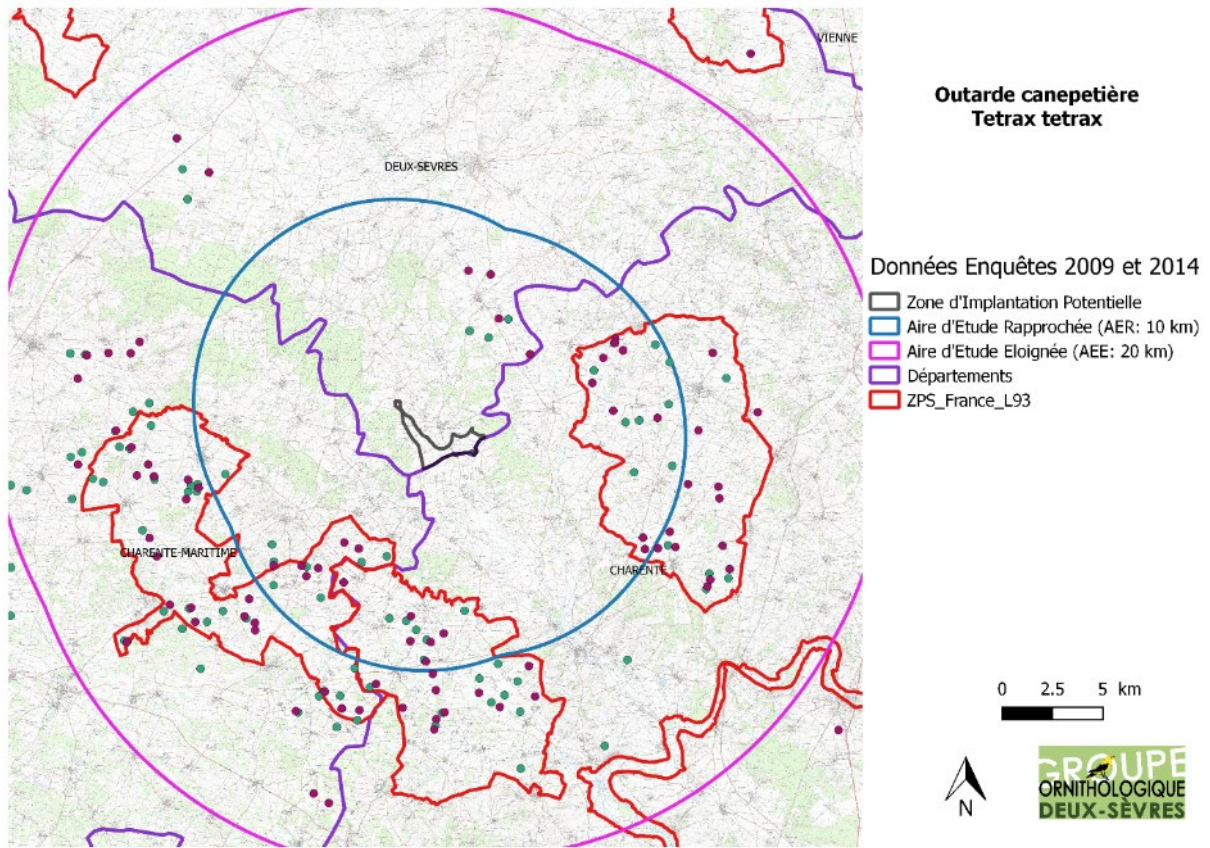 VIENNE
DEUX-SÈVRES
CHARENTE-MARITIME
CHARENTE
Outarde canepetière
Tetrax tetrax
Données Enquêtes 2009 et 2014
Zone d'Implantation Potentielle
Aire d'Etude Rapprochée (AER: 10 km)
Aire d'Etude Eloignée (AEE: 20 km)
Départements
ZPS_France_L93
0 2.5 5 km
N
GROUPE
ORNITHOLOGIQUE
DEUX-SÈVRES